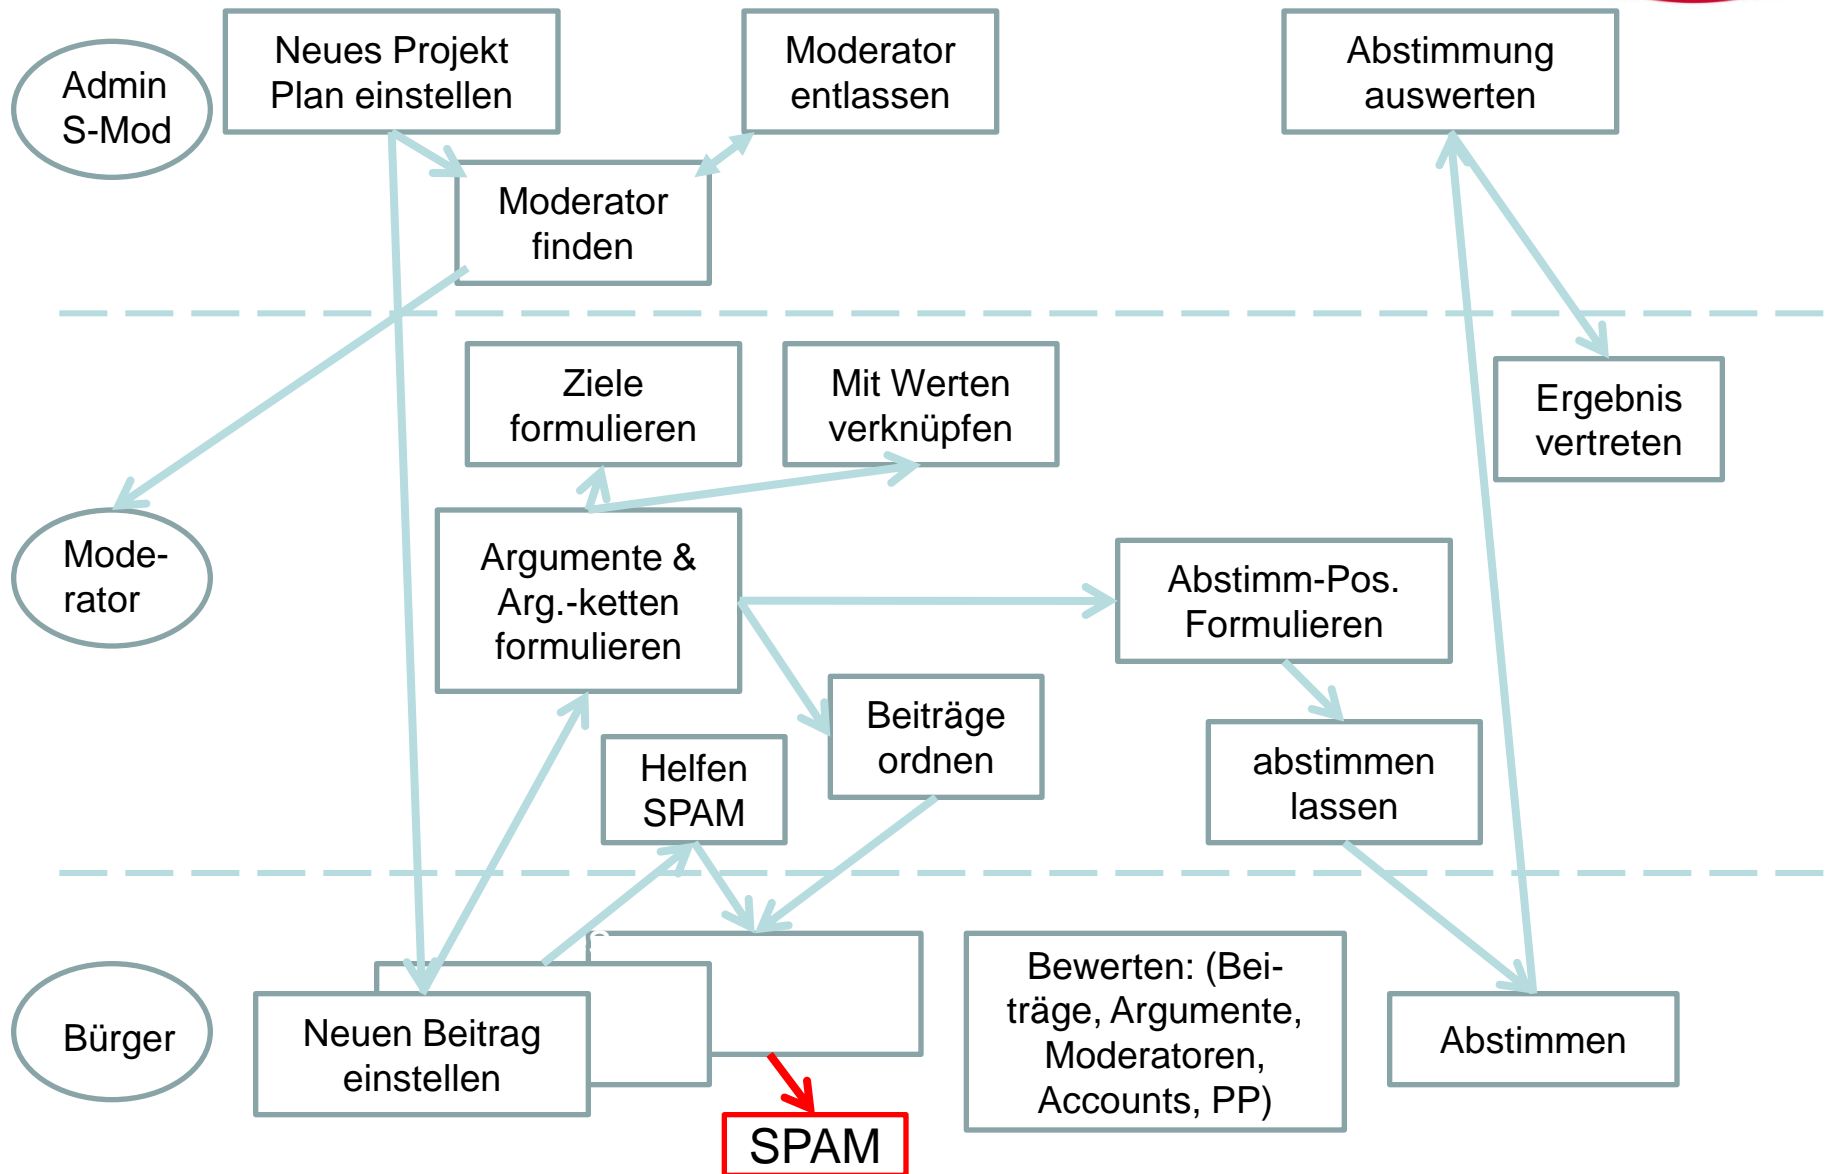 Neues Projekt
Plan einstellen
Moderator
entlassen
Abstimmung
auswerten
Admin
S-Mod
Moderator
finden
Ziele
formulieren
Mit Werten
verknüpfen
Ergebnis
vertreten
Mode-
rator
Argumente &
Arg.-ketten
formulieren
Abstimm-Pos.
Formulieren
Beiträge
ordnen
Helfen
SPAM
abstimmen
lassen
Bürger
Neuen Beitrag
einstellen
Bewerten: (Bei-
träge, Argumente,
Moderatoren,
Accounts, PP)
Abstimmen
SPAM